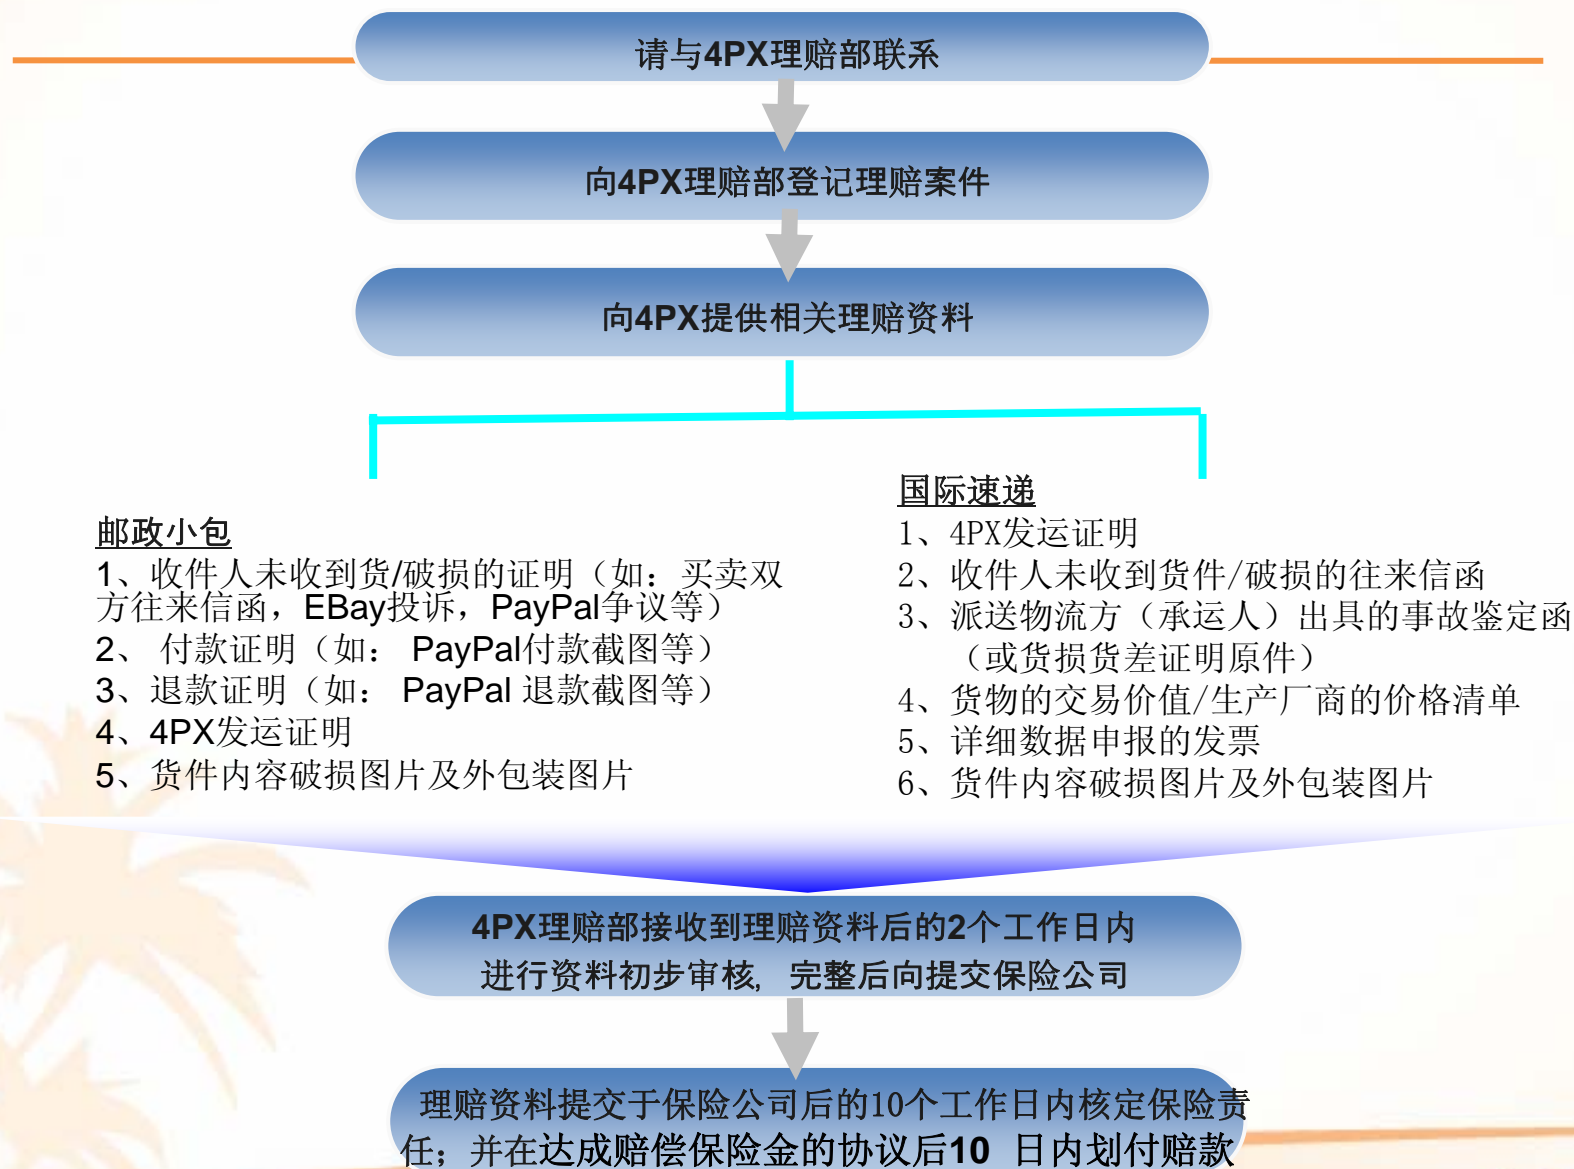 请与4PX理赔部联系
向4PX理赔部登记理赔案件
向4PX提供相关理赔资料
邮政小包
1、收件人未收到货/破损的证明（如：买卖双
方往来信函，EBay投诉，PayPal争议等）
2、 付款证明（如： PayPal付款截图等）
3、退款证明（如： PayPal 退款截图等）
4、4PX发运证明
5、货件内容破损图片及外包装图片
国际速递
1、4PX发运证明
2、收件人未收到货件/破损的往来信函
3、派送物流方（承运人）出具的事故鉴定函
（或货损货差证明原件）
4、货物的交易价值/生产厂商的价格清单
5、详细数据申报的发票
6、货件内容破损图片及外包装图片
4PX理赔部接收到理赔资料后的2个工作日内
进行资料初步审核，完整后向提交保险公司
理赔资料提交于保险公司后的10个工作日内核定保险责
任；并在达成赔偿保险金的协议后10 日内划付赔款